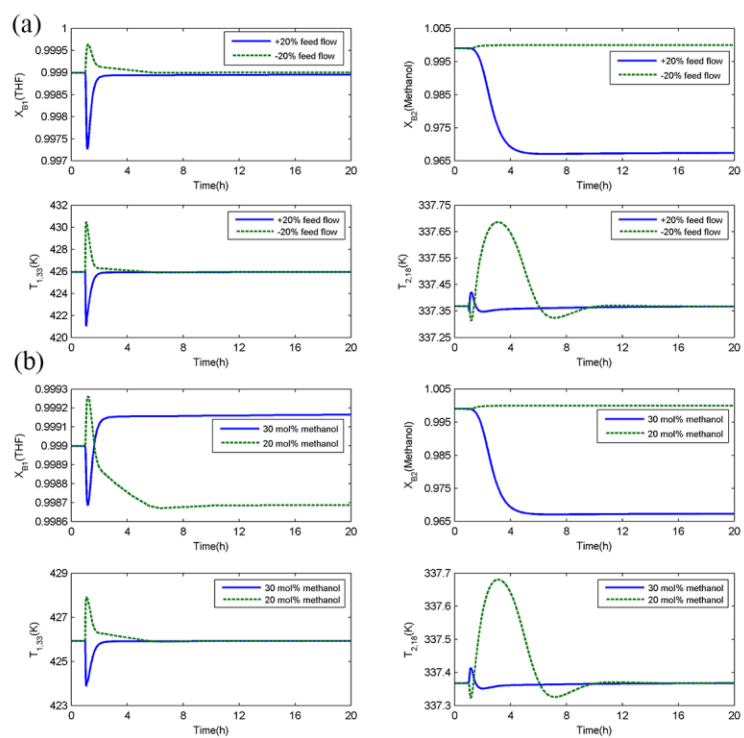 (a)
1
0.9995
0.999
0.9985
0.998
0.9975
0.997
X_B1(THF)
+20% feed flow
-20% feed flow
0 4 8 12 16 20
Time(h)
1.005
0.995
0.985
0.975
0.965
X_B2(Methanol)
+20% feed flow
-20% feed flow
0 4 8 12 16 20
Time(h)
432
430
428
426
424
422
420
T_1,33(K)
+20% feed flow
-20% feed flow
0 4 8 12 16 20
Time(h)
337.75
337.65
337.55
337.45
337.35
337.25
T_2,18(K)
+20% feed flow
-20% feed flow
0 4 8 12 16 20
Time(h)
(b)
0.9993
0.9992
0.9991
0.999
0.9989
0.9988
0.9987
0.9986
X_B1(THF)
30 mol% methanol
20 mol% methanol
0 4 8 12 16 20
Time(h)
1.005
0.995
0.985
0.975
0.965
X_B2(Methanol)
30 mol% methanol
20 mol% methanol
0 4 8 12 16 20
Time(h)
429
427
425
423
T_1,33(K)
30 mol% methanol
20 mol% methanol
0 4 8 12 16 20
Time(h)
337.7
337.6
337.5
337.4
337.3
T_2,18(K)
30 mol% methanol
20 mol% methanol
0 4 8 12 16 20
Time(h)